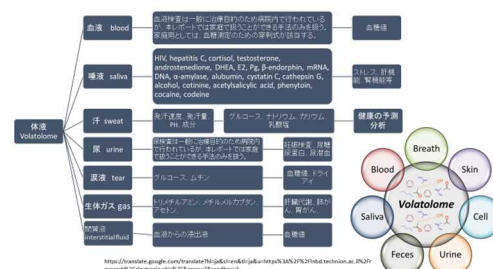 血液 blood
血液検査は一般に治療目的のため病院内で行われている
が、本レポートでは家庭で扱うことができる手法のみを扱う。
家庭用としては、血糖測定のための穿刺式が該当する。
血糖値
唾液 saliva
HIV, hepatitis C, cortisol, testosterone,
androstenedione, DHEA, E2, Pg, β-endorphin, mRNA,
DNA, α-amylase, alubumin, cystatin C, cathepsin G,
alcohol, cotinine, acetylsalicylic acid, phenytoin,
cocaine, codeine
ストレス、肝機
能、腎機能等
体液
Volatolome
汗 sweat
発汗速度、発汗量
PH、成分
グルコース、ナトリウム、カリウム、
乳酸塩
健康の予測
分析
尿 urine
尿検査は一般に治療目的のため病院内
で行われているが、本レポートでは家庭
で扱うことができる手法のみを扱う。
妊娠検査、尿糖
尿蛋白、尿潜血
涙液 tear
グルコース、ムチン
血糖値、ドライ
アイ
生体ガス gas
トリメチルアミン、メチルメルカプタン、
アセトン、
肝臓代謝、肺が
ん、胃がん、
間質液
interstitial fluid
血液からの滲出液
血糖値、
Breath
Blood
Skin
Volatolome
Saliva
Cell
Feces
Urine